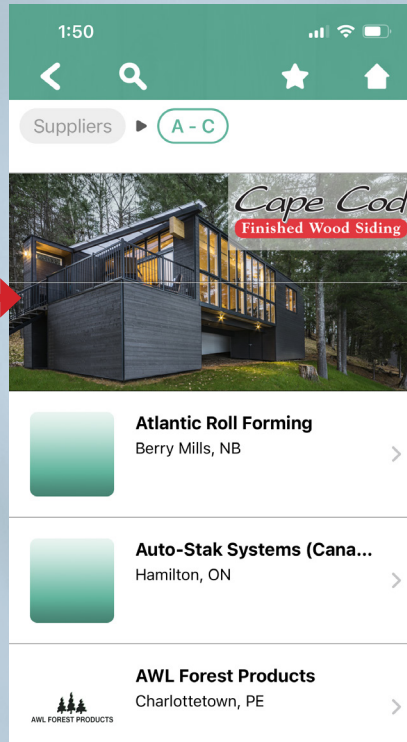 1:50
Suppliers ▶ A - C
Cape Cod
Finished Wood Siding
Atlantic Roll Forming
Berry Mills, NB
Auto-Stak Systems (Cana...
Hamilton, ON
AWL Forest Products
Charlottetown, PE
AWL FOREST PRODUCTS